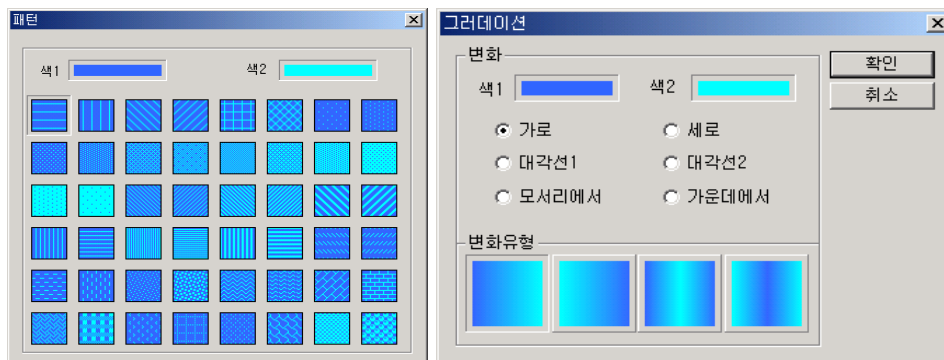 패턴
색1 색2
그러데이션
변화
색1 색2
가로 세로
대각선1 대각선2
모서리에서 가운데에서
변화유형
확인
취소